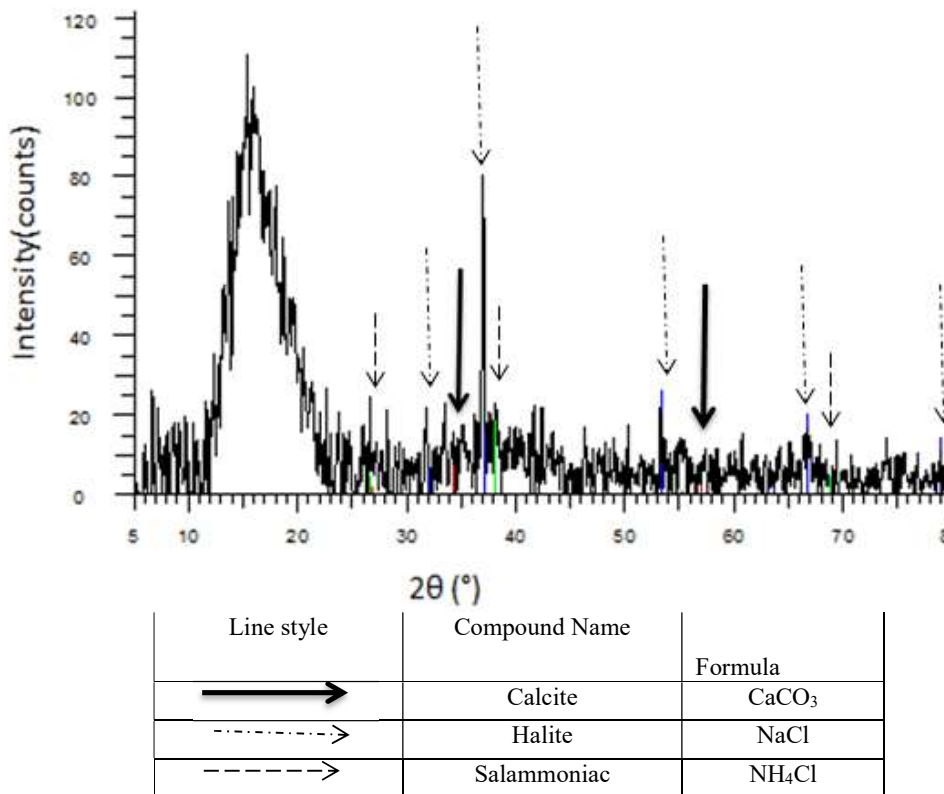 120
100
80
60
40
20
0
Intensity(counts)
5 10 20 30 40 50 60 70 8
2θ (°)
Line style Compound Name Formula
Calcite CaCO₃
Halite NaCl
Salammoniac NH₄Cl